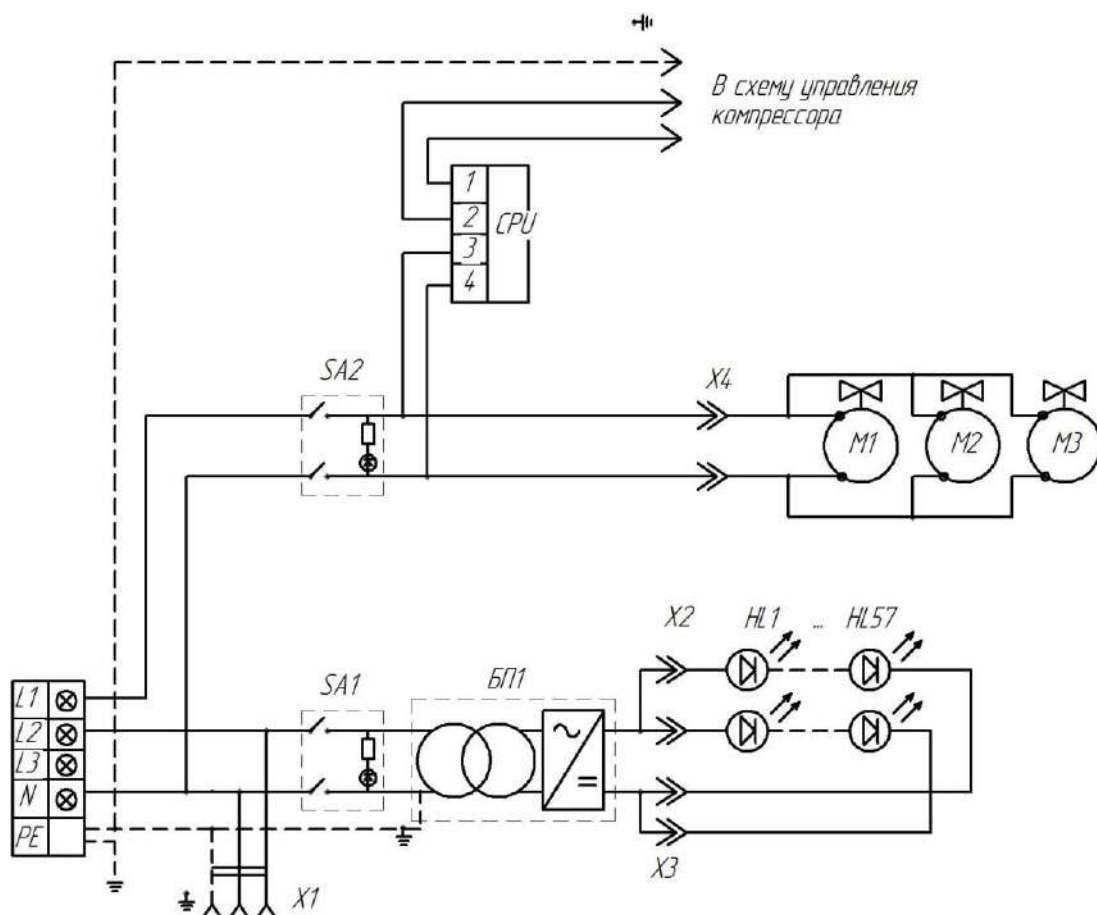 В схему управления
компрессора
1
2
CPU
3
4
SA2
X4
M1
M2
M3
X2
HL1 ... HL57
SA1
БП1
L1
L2
L3
N
PE
X1
X3